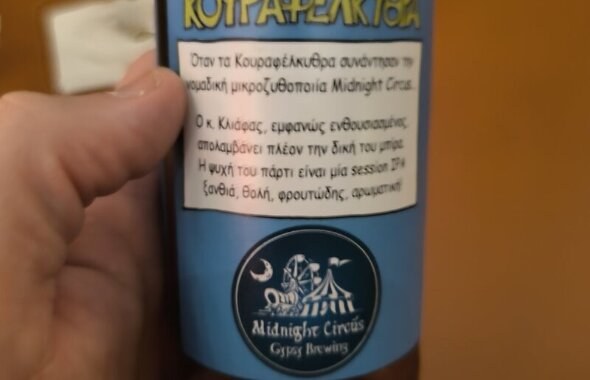 ΚΟΥΡΑΦΕΛΚΥΘΡΑ
Όταν τα Κουραφέλκυθρα συνάντησαν την
νομαδική μικροζυθοποιία Midnight Circus...
Ο κ. Κλιάφας, εμφανώς ενθουσιασμένος,
απολαμβάνει πλέον την δική του μπίρα.
Η ψυχή του πάρτι είναι μία session IPA
ξανθιά, θολή, φρουτώδης, αρωματική!
Midnight Circus
Gypsy Brewing